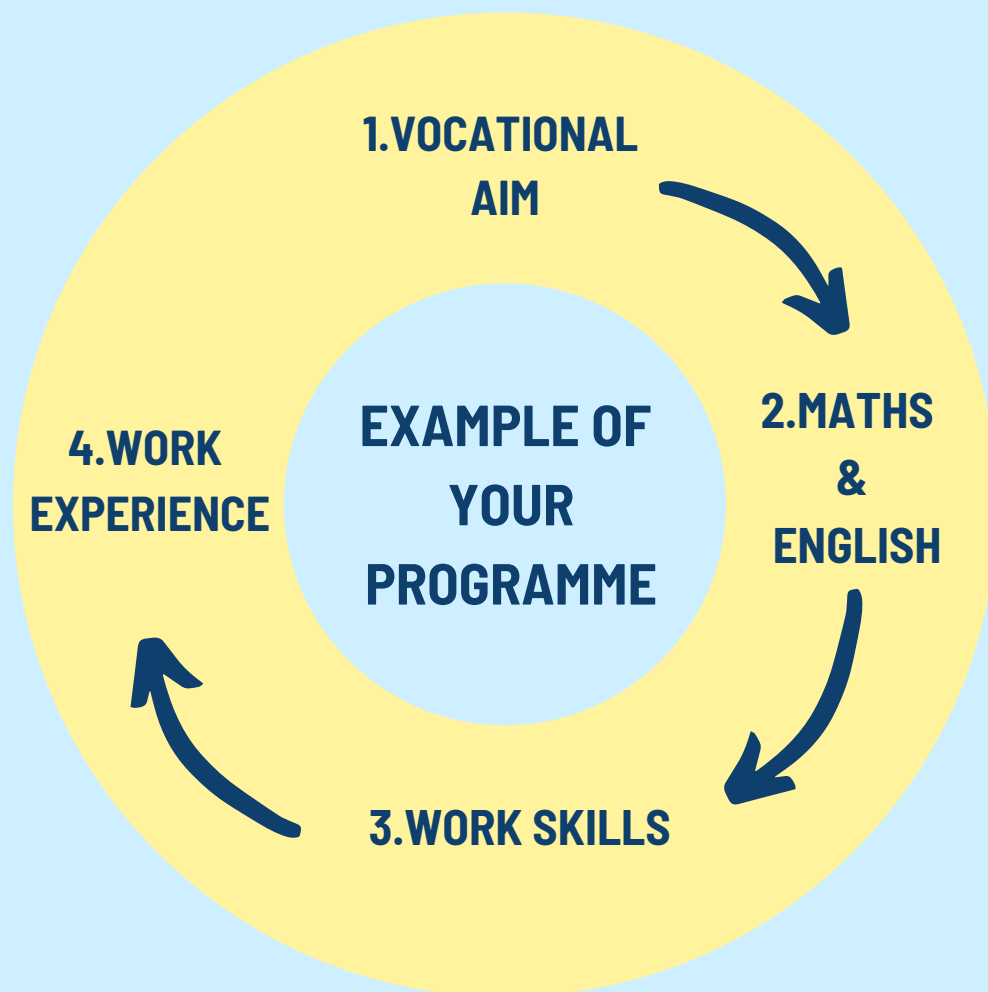 1.VOCATIONAL
AIM
2.MATHS
&
ENGLISH
3.WORK SKILLS
4.WORK
EXPERIENCE
EXAMPLE OF
YOUR
PROGRAMME